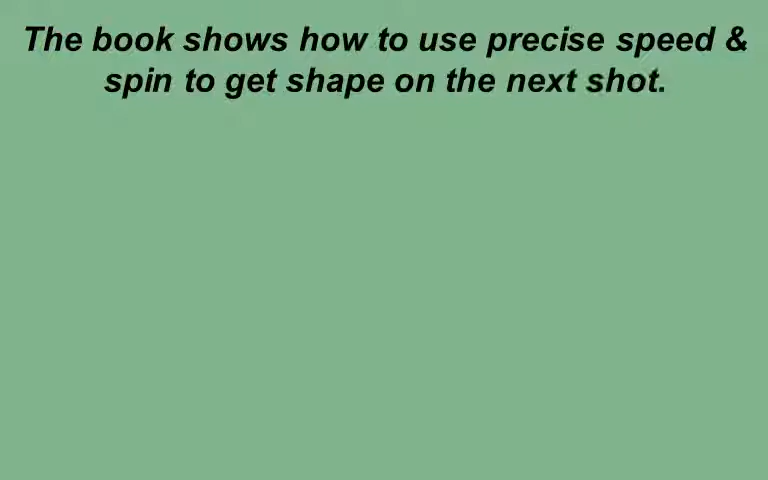 The book shows how to use precise speed &
spin to get shape on the next shot.